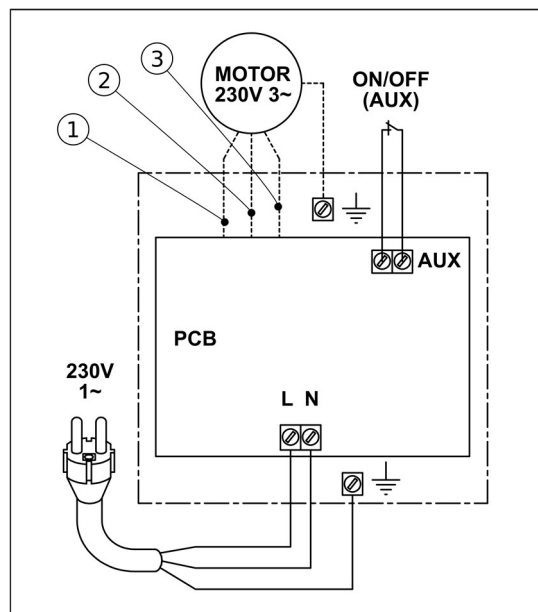 3
2
1
MOTOR
230V 3~
ON/OFF
(AUX)
AUX
PCB
230V
1~
L N